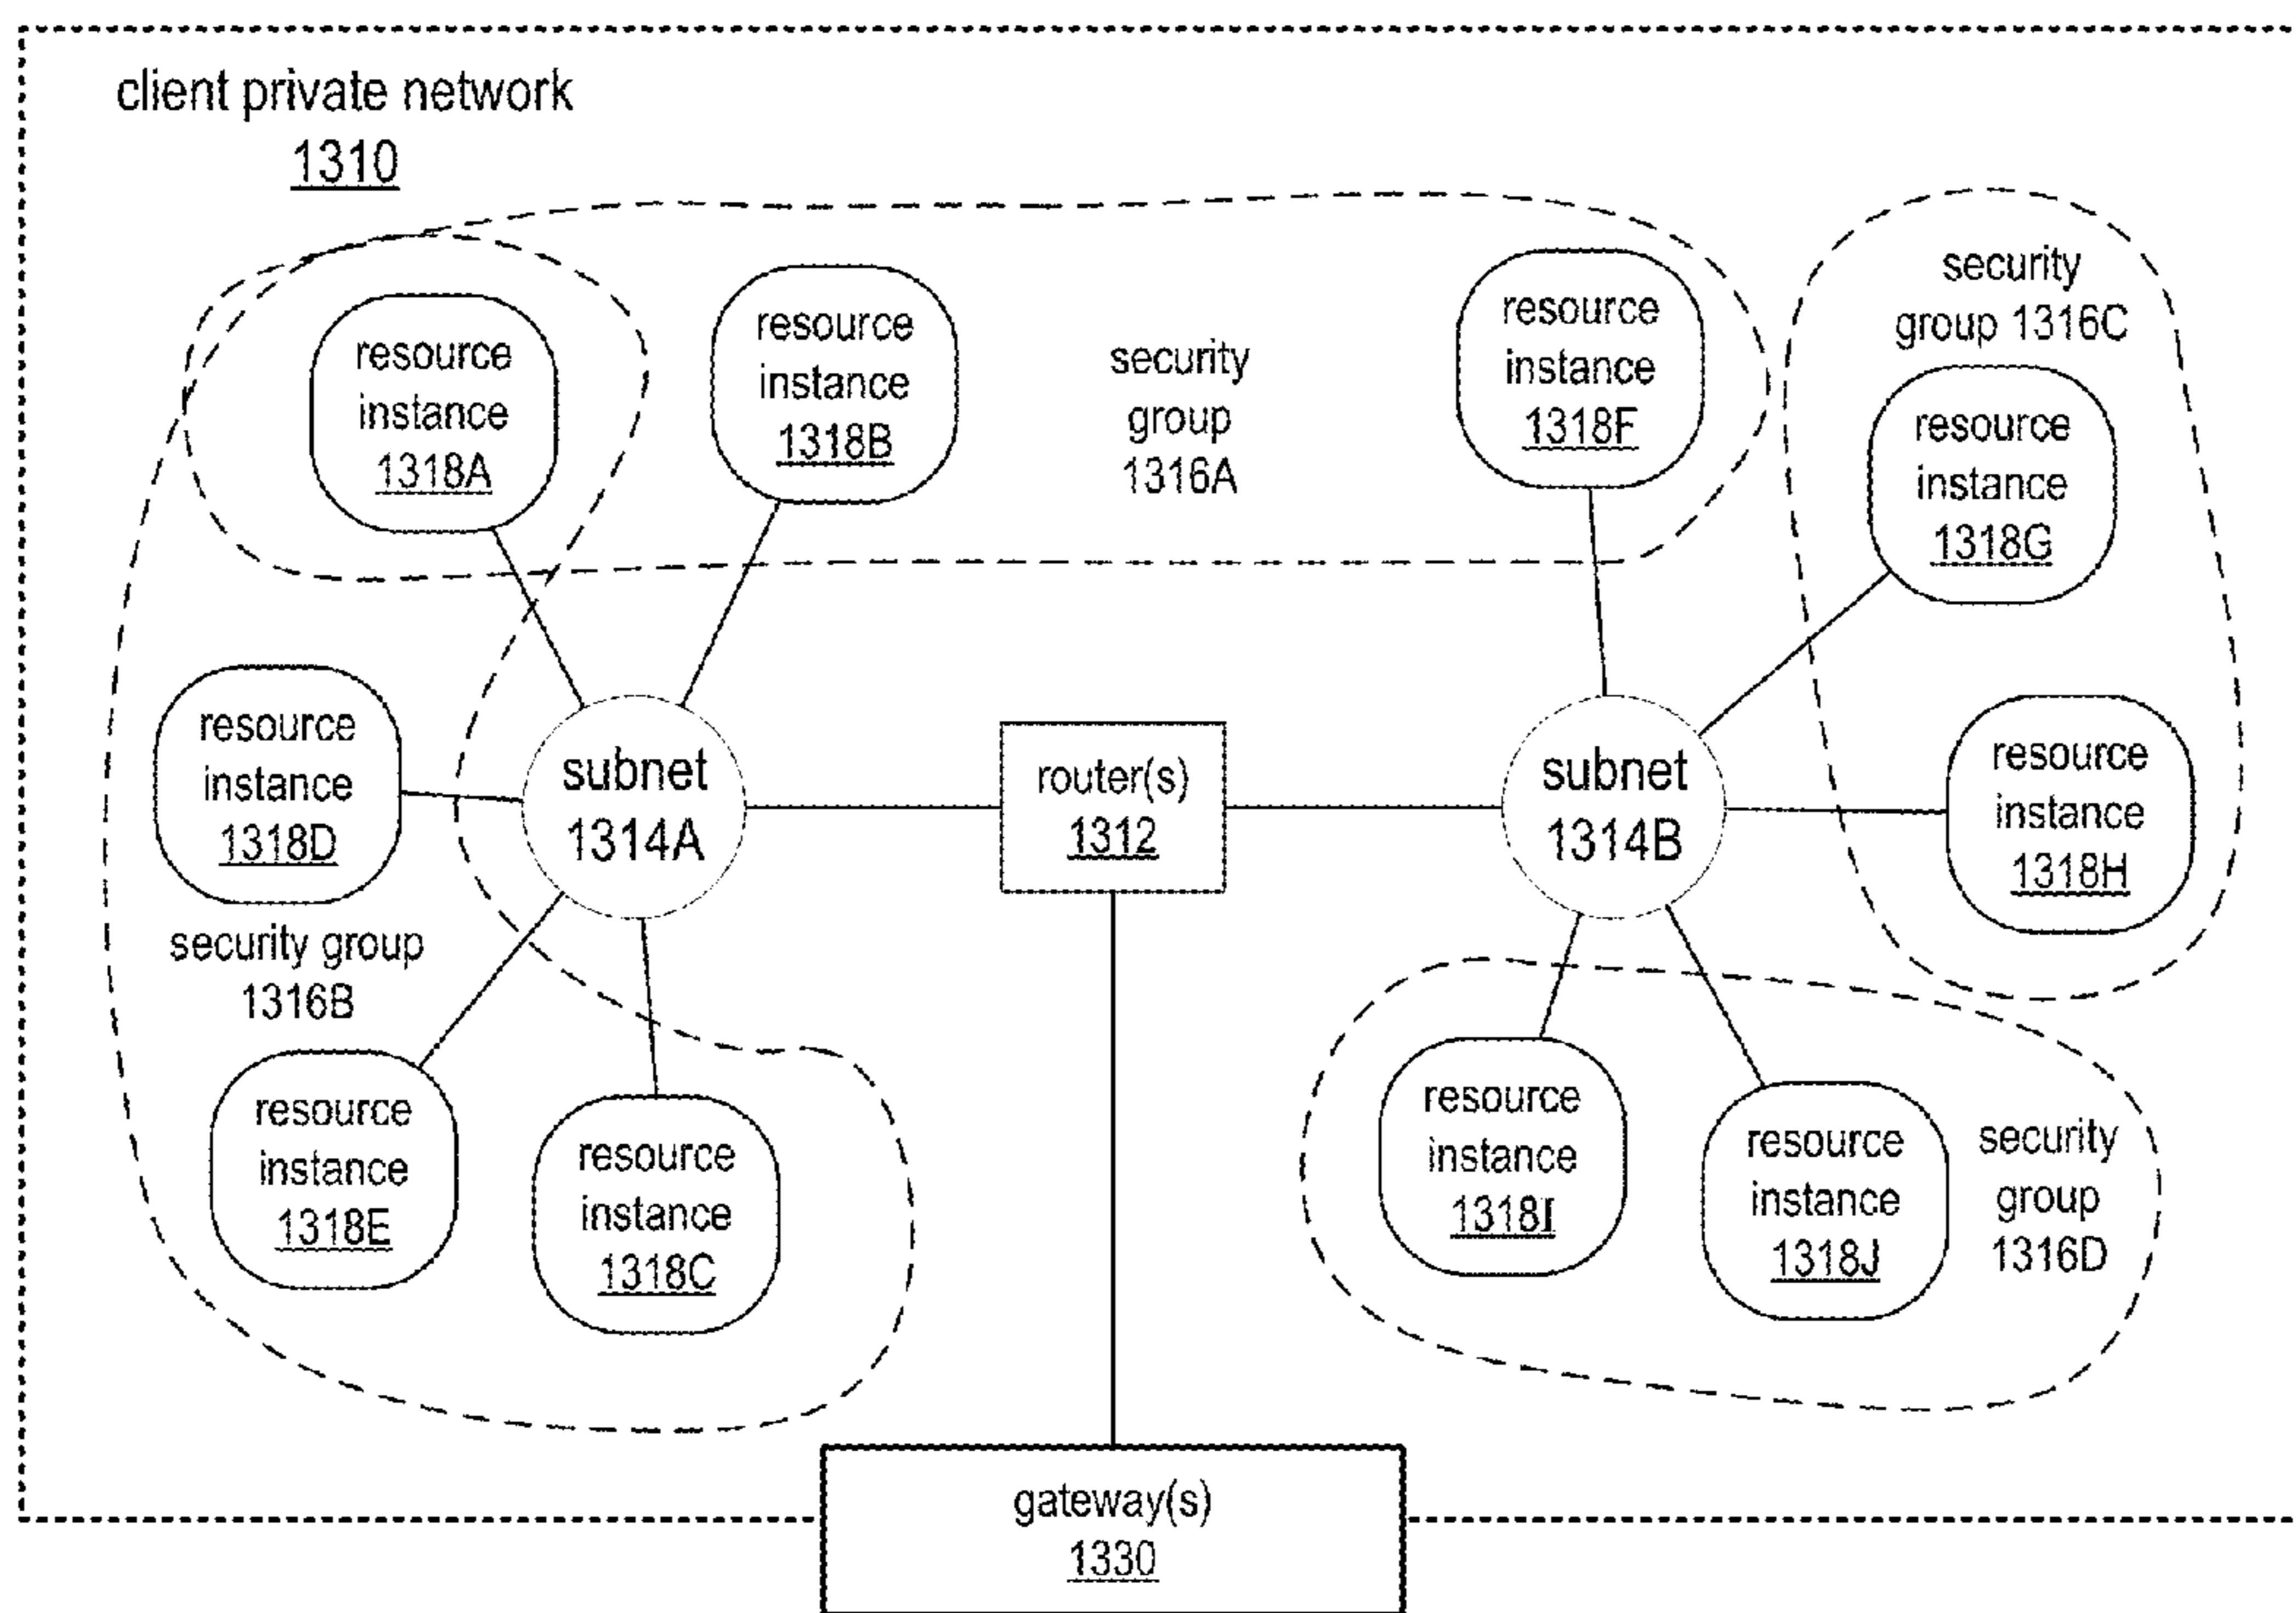 client private network
1310
resource
instance
1318A
resource
instance
1318B
security
group
1316A
resource
instance
1318F
security
group 1316C
resource
instance
1318G
resource
instance
1318D
subnet
1314A
router(s)
1312
subnet
1314B
resource
instance
1318H
security group
1316B
resource
instance
1318E
resource
instance
1318C
resource
instance
1318I
resource
instance
1318J
security
group
1316D
gateway(s)
1330